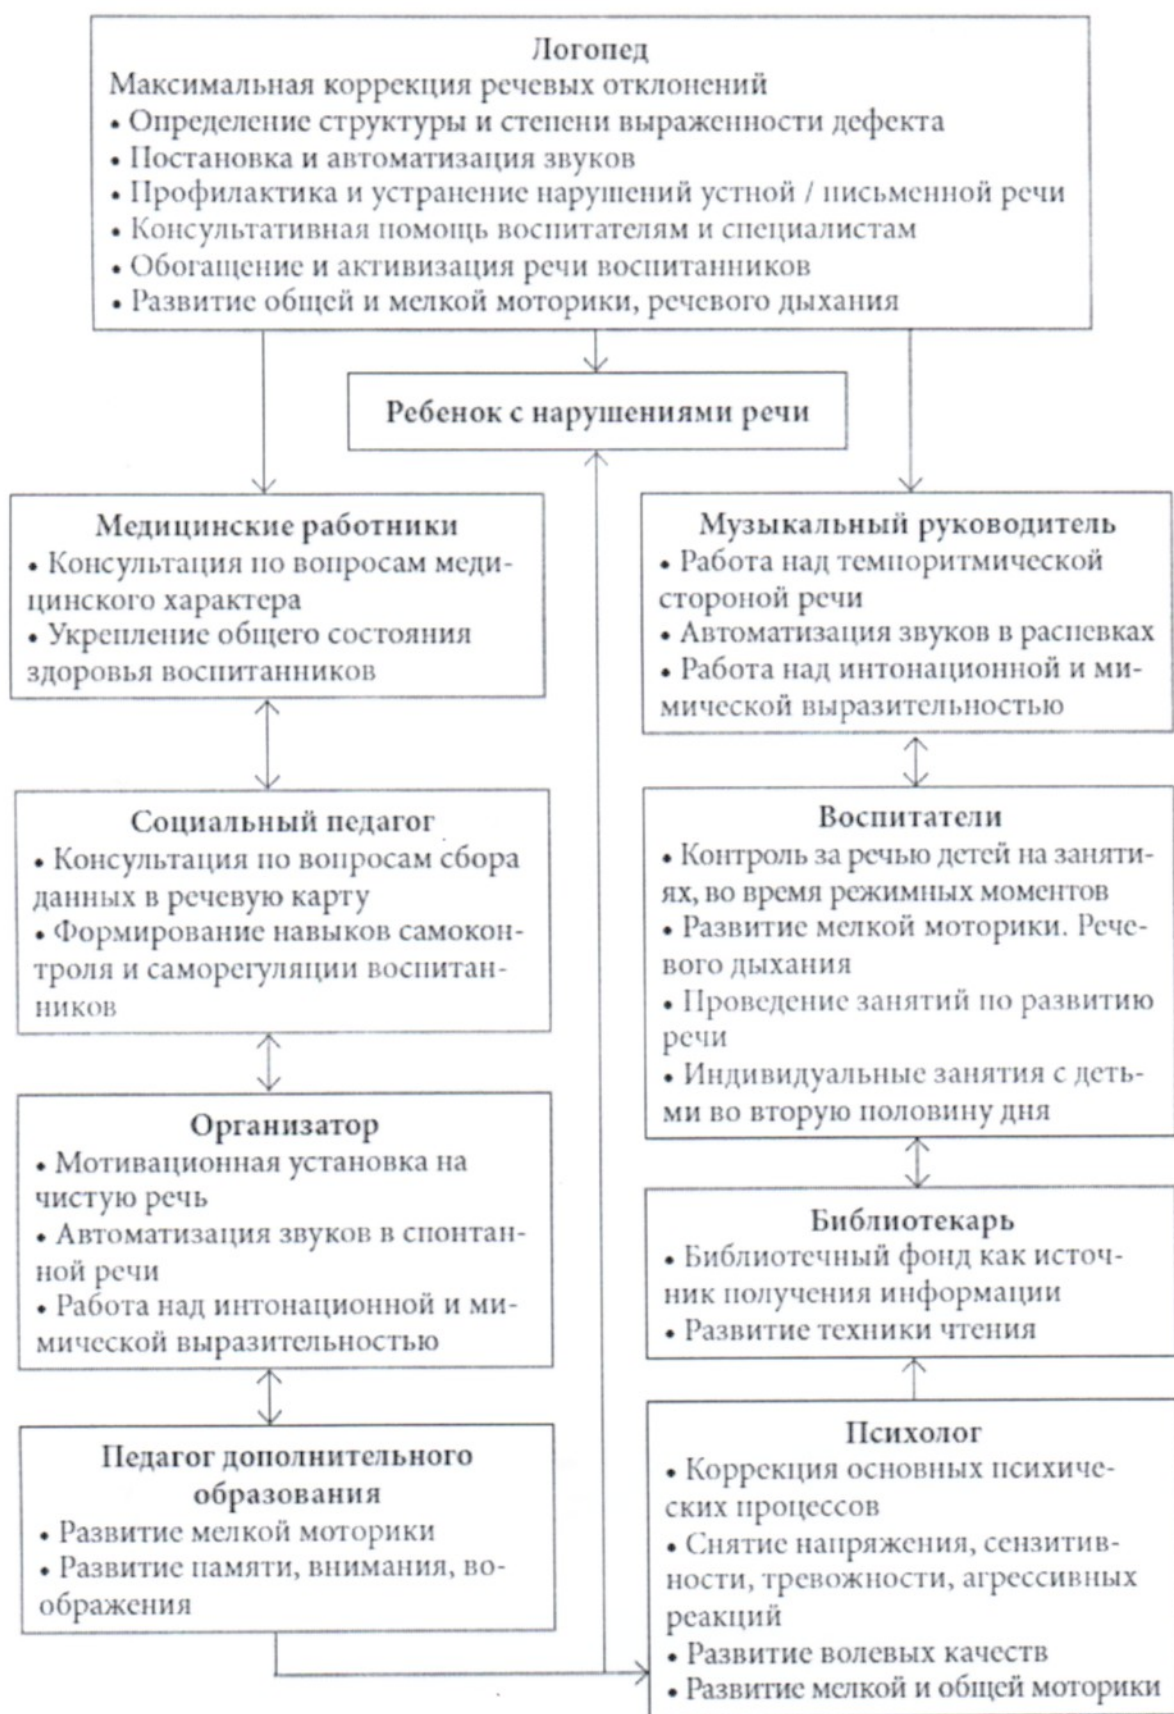 Логопед
Максимальная коррекция речевых отклонений
• Определение структуры и степени выраженности дефекта
• Постановка и автоматизация звуков
• Профилактика и устранение нарушений устной / письменной речи
• Консультативная помощь воспитателям и специалистам
• Обогащение и активизация речи воспитанников
• Развитие общей и мелкой моторики, речевого дыхания
Ребенок с нарушениями речи
Медицинские работники
• Консультация по вопросам меди-
цинского характера
• Укрепление общего состояния
здоровья воспитанников
Социальный педагог
• Консультация по вопросам сбора
данных в речевую карту
• Формирование навыков самокон-
троля и саморегуляции воспитан-
ников
Организатор
• Мотивационная установка на
чистую речь
• Автоматизация звуков в спонтан-
ной речи
• Работа над интонационной и ми-
мической выразительностью
Педагог дополнительного
образования
• Развитие мелкой моторики
• Развитие памяти, внимания, во-
ображения
Музыкальный руководитель
• Работа над темпоритмической
стороной речи
• Автоматизация звуков в распевках
• Работа над интонационной и ми-
мической выразительностью
Воспитатели
• Контроль за речью детей на заняти-
ях, во время режимных моментов
• Развитие мелкой моторики. Рече-
вого дыхания
• Проведение занятий по развитию
речи
• Индивидуальные занятия с деть-
ми во вторую половину дня
Библиотекарь
• Библиотечный фонд как источ-
ник получения информации
• Развитие техники чтения
Психолог
• Коррекция основных психиче-
ских процессов
• Снятие напряжения, сензитив-
ности, тревожности, агрессивных
реакций
• Развитие волевых качеств
• Развитие мелкой и общей моторики